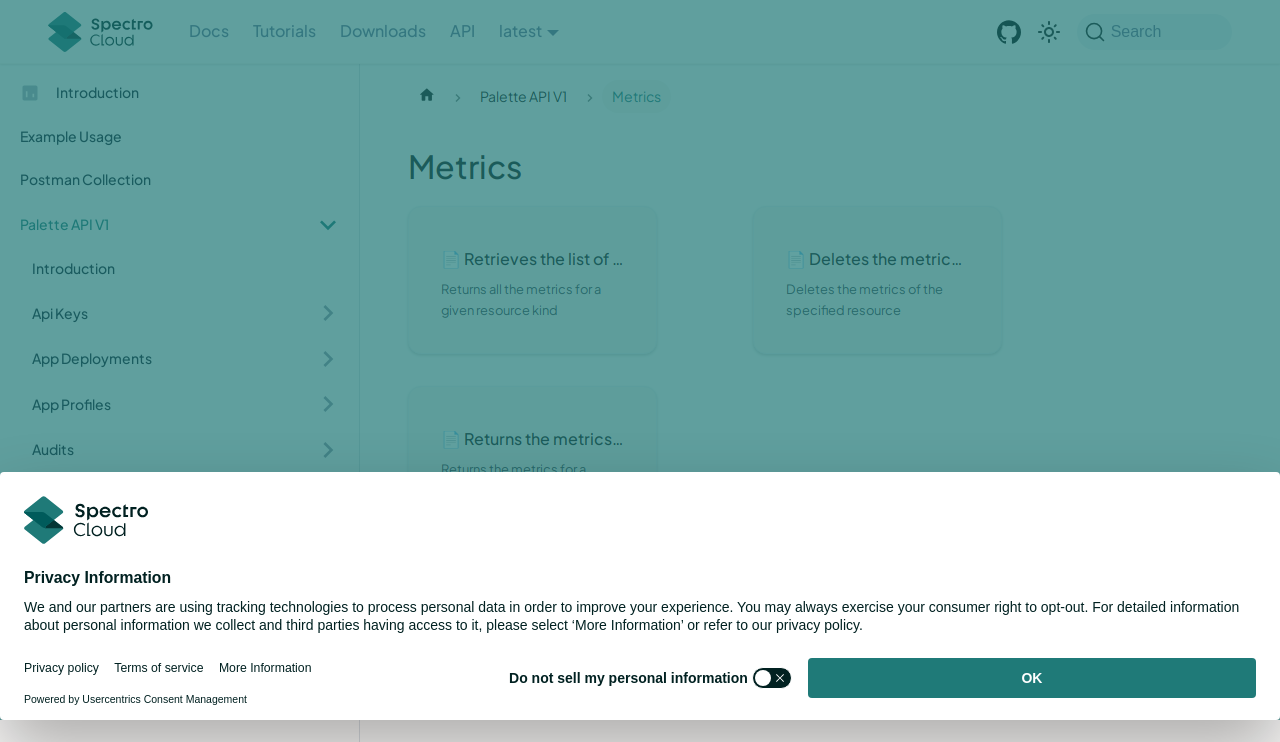 Spectro Cloud
Docs
Tutorials
Downloads
API
latest
Search
Introduction
Example Usage
Postman Collection
Palette API V1
Introduction
Api Keys
App Deployments
App Profiles
Audits
Palette API V1
Metrics
Metrics
Retrieves the list of ...
Returns all the metrics for a
given resource kind
Deletes the metric...
Deletes the metrics of the
specified resource
Returns the metrics...
Returns the metrics for a
Spectro
Cloud
Privacy Information
We and our partners are using tracking technologies to process personal data in order to improve your experience. You may always exercise your consumer right to opt-out. For detailed information
about personal information we collect and third parties having access to it, please select ‘More Information’ or refer to our privacy policy.
Privacy policy
Terms of service
More Information
Do not sell my personal information
OK
Powered by Usercentrics Consent Management